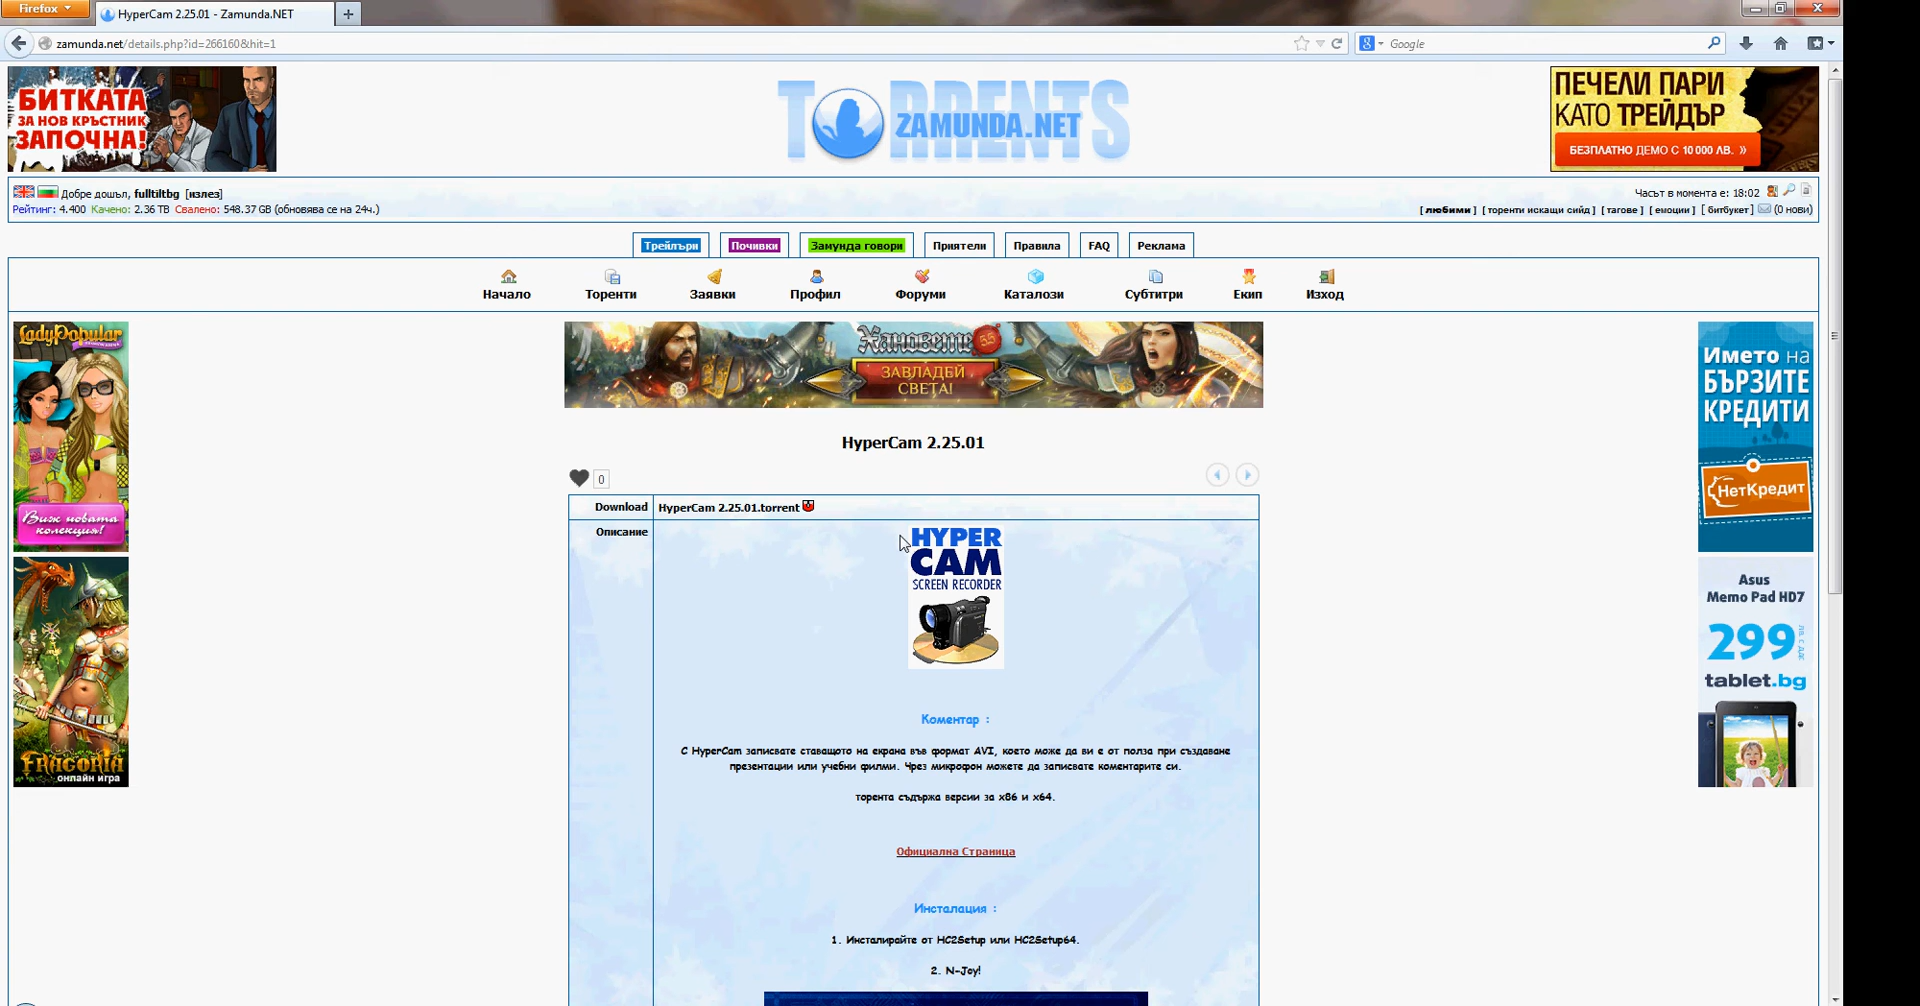 Firefox
HyperCam 2.25.01 - Zamunda.NET
zamunda.net/details.php?id=266160&hit=1
Google
БИТКАТА
ЗА НОВ КРЪСТНИК
ЗАПОЧНА!
TORRENTS
ZAMUNDA.NET
ПЕЧЕЛИ ПАРИ
КАТО ТРЕЙДЪР
БЕЗПЛАТНО ДЕМО С 10 000 ЛВ. »
Добре дошъл, fulltiltbg [излез]
Часът в момента е: 18:02
Рейтинг: 4.400 Качено: 2.36 TB Свалено: 548.37 GB (обновява се на 24ч.)
[ любими ] [ торенти искащи сийд ] [ тагове ] [ емоции ] [ битбукет ] (0 нови)
Трейлъри Почивки Замунда говори Приятели Правила FAQ Реклама
Начало Торенти Заявки Профил Форуми Каталози Субтитри Екип Изход
LadyPopular
Виж новата
колекция!
Хановете 5.5
ЗАВЛАДЕЙ
СВЕТА!
Името на
БЪРЗИТЕ
КРЕДИТИ
НетКредит
HyperCam 2.25.01
0
Download HyperCam 2.25.01.torrent
Описание
HYPER
CAM
SCREEN RECORDER
FRAGORIA
онлайн игра
Asus
Memo Pad HD7
299 лв. с ддс
tablet.bg
Коментар :
С HyperCam записвате ставащото на екрана във формат AVI, което може да ви е от полза при създаване
презентации или учебни филми. Чрез микрофон можете да записвате коментарите си.
торента съдържа версии за x86 и x64.
Официална Страница
Инсталация :
1. Инсталирайте от HC2Setup или HC2Setup64.
2. N-Joy!